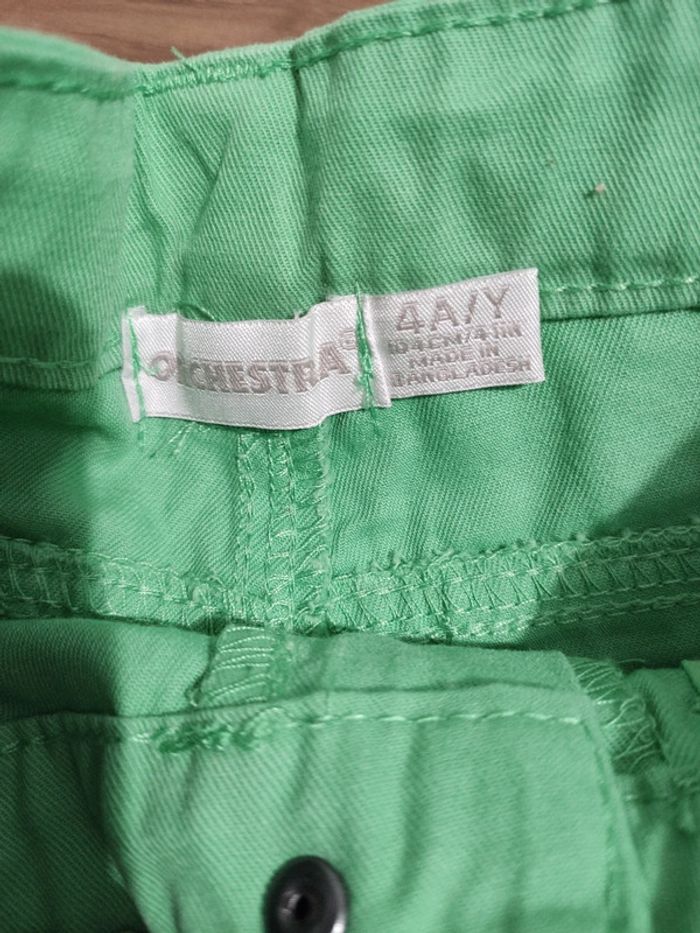 ORCHESTRA
4A/Y
104CM/41IN
MADE IN
BANGLADESH